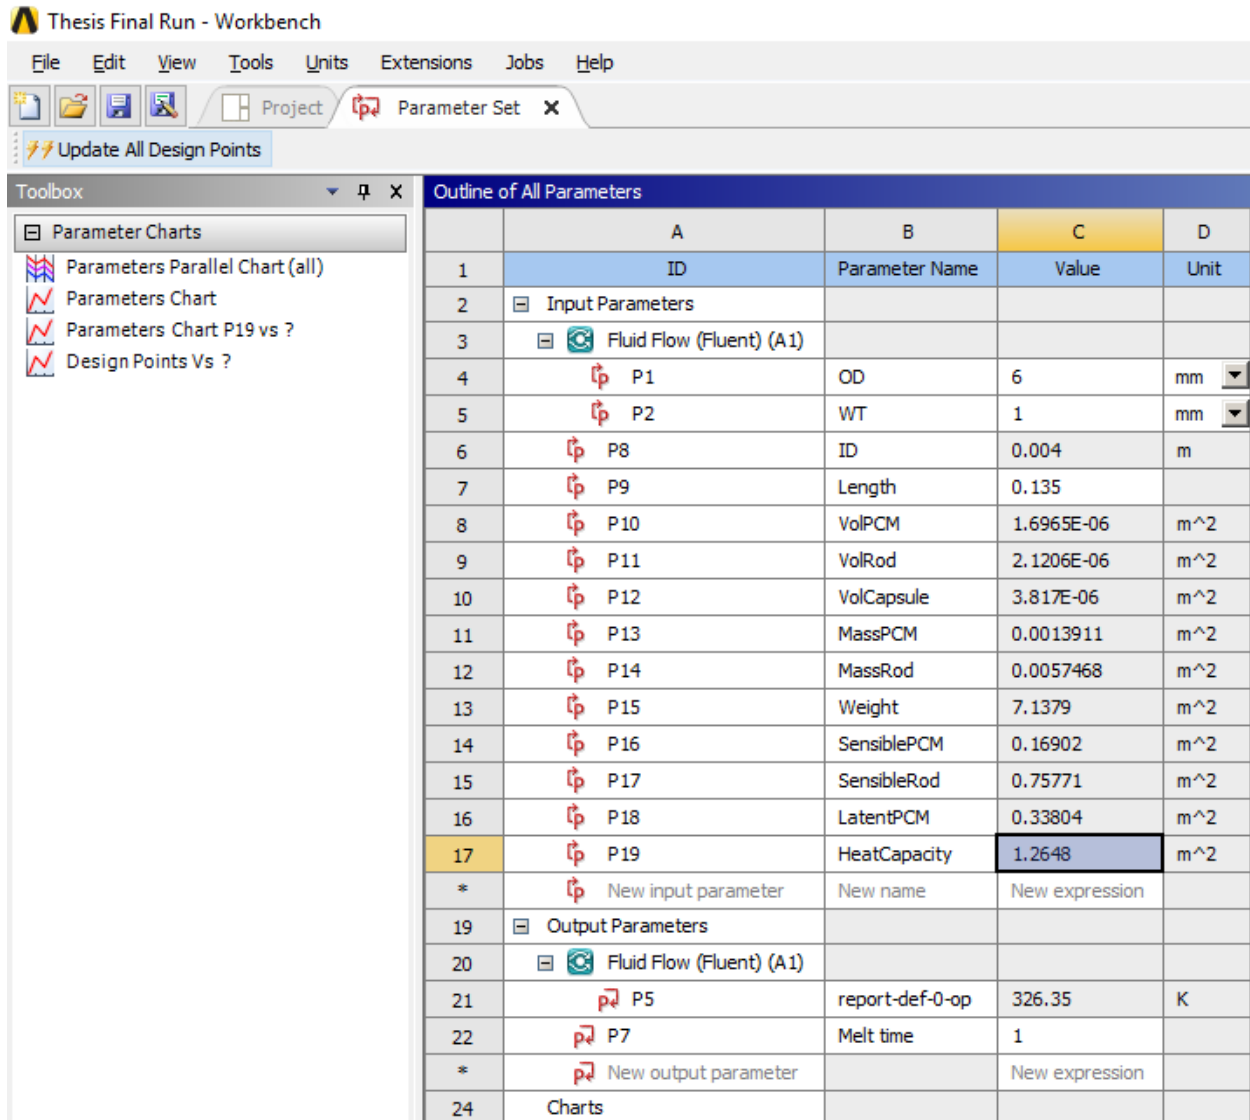 Thesis Final Run - Workbench
File Edit View Tools Units Extensions Jobs Help
Project Parameter Set
Update All Design Points
Toolbox
Parameter Charts
Parameters Parallel Chart (all)
Parameters Chart
Parameters Chart P19 vs ?
Design Points Vs ?
Outline of All Parameters
A B C D
1 ID Parameter Name Value Unit
2 Input Parameters
3 Fluid Flow (Fluent) (A1)
4 P1 OD 6 mm
5 P2 WT 1 mm
6 P8 ID 0.004 m
7 P9 Length 0.135
8 P10 VolPCM 1.6965E-06 m^2
9 P11 VolRod 2.1206E-06 m^2
10 P12 VolCapsule 3.817E-06 m^2
11 P13 MassPCM 0.0013911 m^2
12 P14 MassRod 0.0057468 m^2
13 P15 Weight 7.1379 m^2
14 P16 SensiblePCM 0.16902 m^2
15 P17 SensibleRod 0.75771 m^2
16 P18 LatentPCM 0.33804 m^2
17 P19 HeatCapacity 1.2648 m^2
* New input parameter New name New expression
19 Output Parameters
20 Fluid Flow (Fluent) (A1)
21 P5 report-def-0-op 326.35 K
22 P7 Melt time 1
* New output parameter New expression
24 Charts